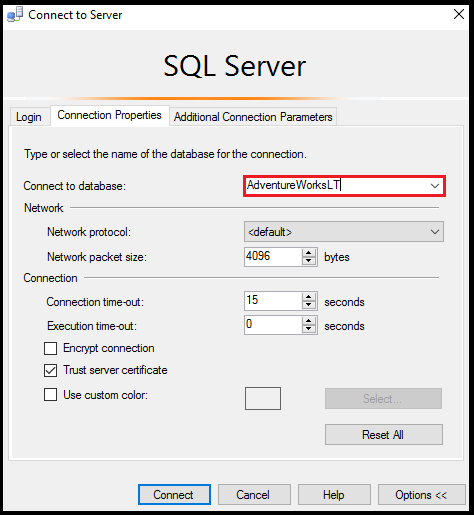 Connect to Server
SQL Server
Login Connection Properties Additional Connection Parameters
Type or select the name of the database for the connection.
Connect to database: AdventureWorksLT
Network
Network protocol: <default>
Network packet size: 4096 bytes
Connection
Connection time-out: 15 seconds
Execution time-out: 0 seconds
Encrypt connection
Trust server certificate
Use custom color: Select...
Reset All
Connect Cancel Help Options <<